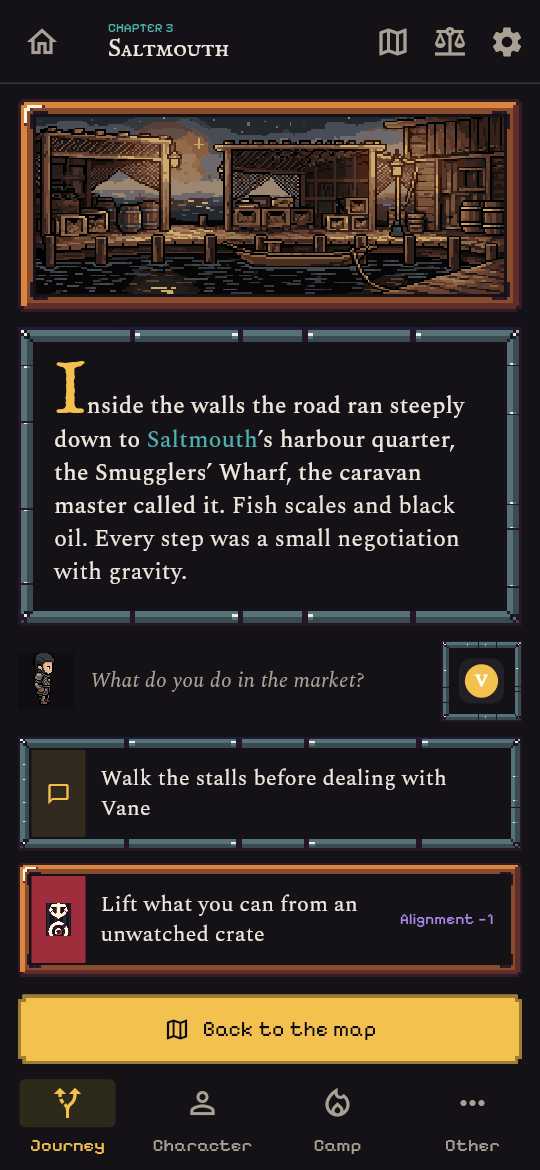 CHAPTER 3
Saltmouth
Inside the walls the road ran steeply
down to Saltmouth's harbour quarter,
the Smugglers' Wharf, the caravan
master called it. Fish scales and black
oil. Every step was a small negotiation
with gravity.
What do you do in the market?
V
Walk the stalls before dealing with
Vane
Lift what you can from an
unwatched crate
Alignment -1
Back to the map
Journey
Character
Camp
Other